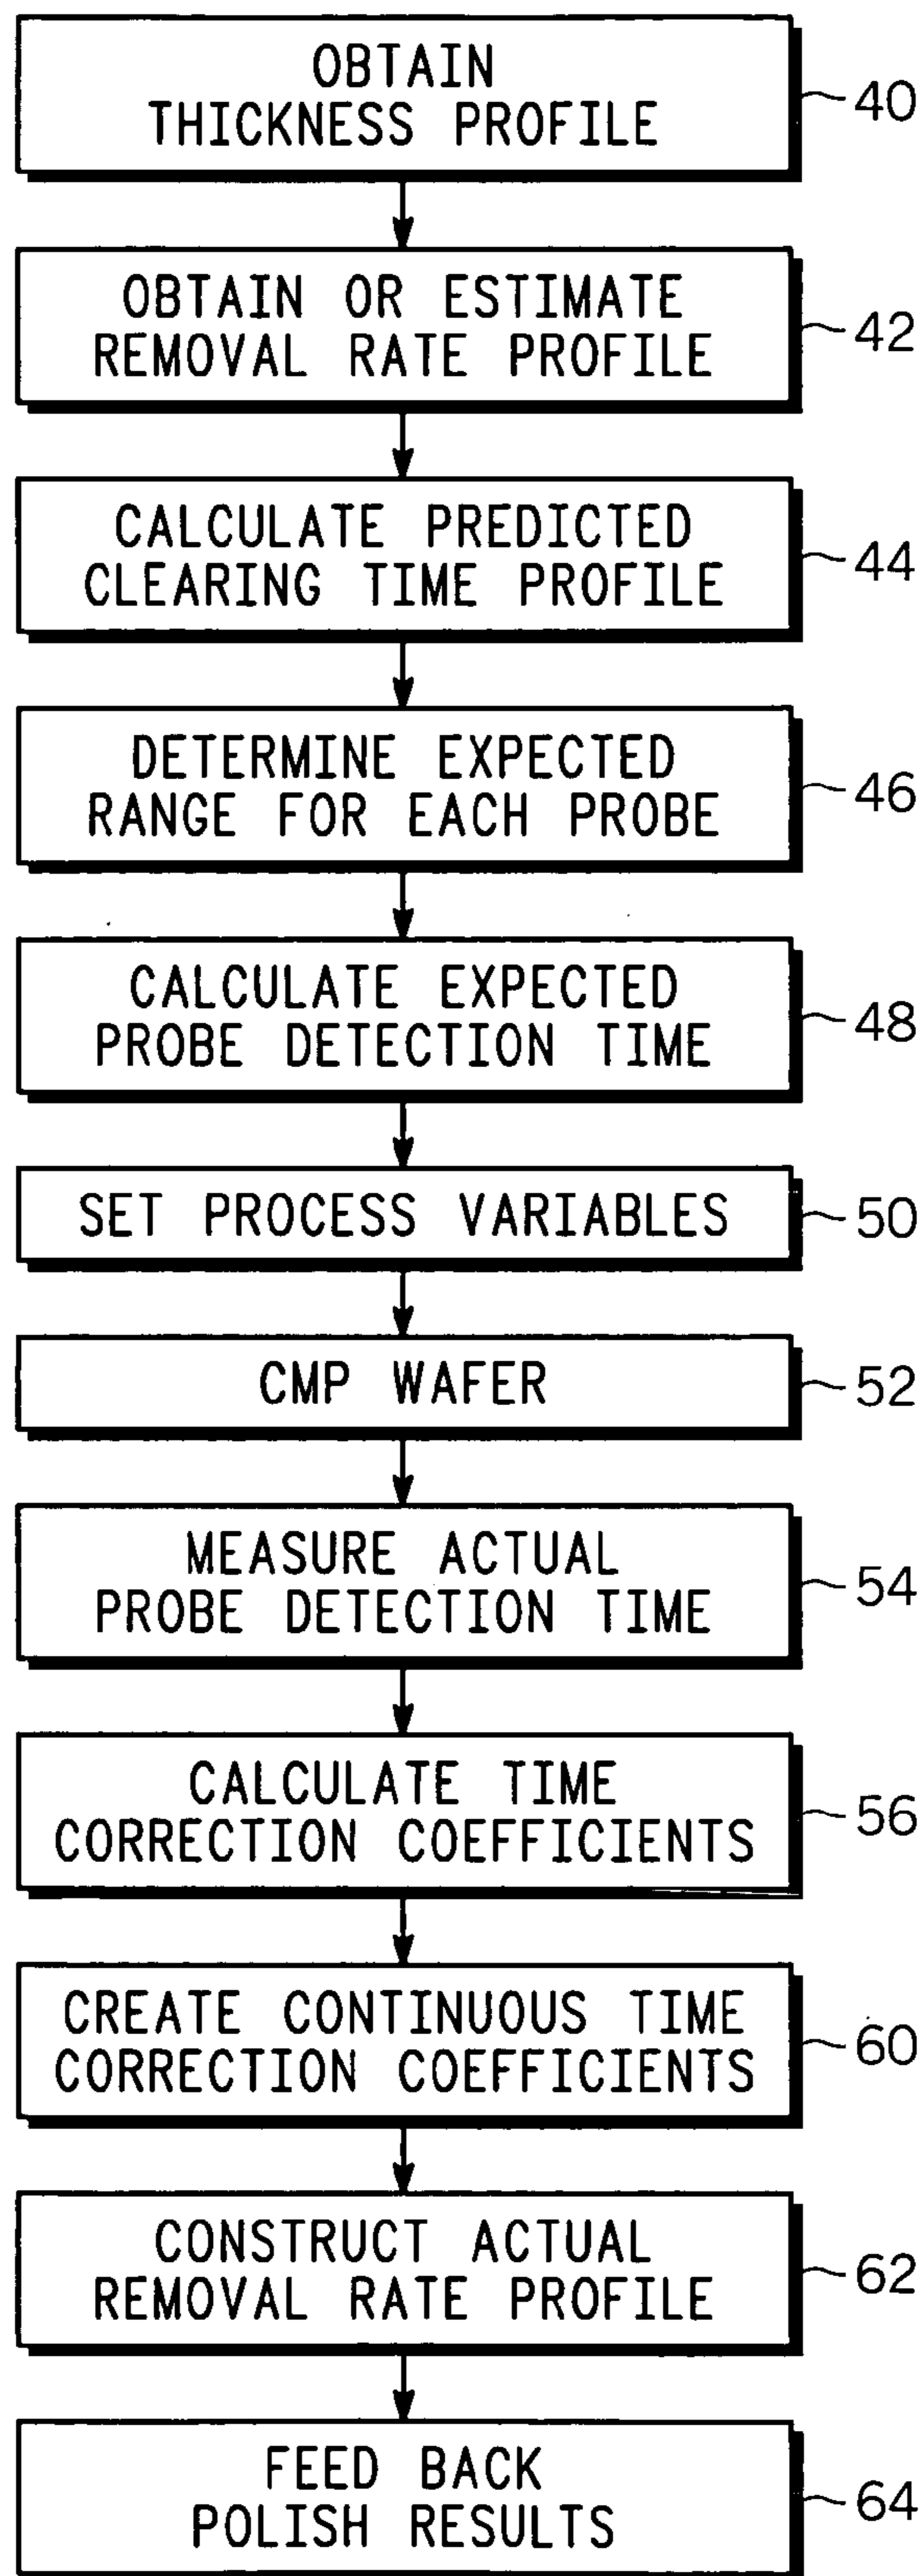 OBTAIN
THICKNESS PROFILE
40
OBTAIN OR ESTIMATE
REMOVAL RATE PROFILE
42
CALCULATE PREDICTED
CLEARING TIME PROFILE
44
DETERMINE EXPECTED
RANGE FOR EACH PROBE
46
CALCULATE EXPECTED
PROBE DETECTION TIME
48
SET PROCESS VARIABLES
50
CMP WAFER
52
MEASURE ACTUAL
PROBE DETECTION TIME
54
CALCULATE TIME
CORRECTION COEFFICIENTS
56
CREATE CONTINUOUS TIME
CORRECTION COEFFICIENTS
60
CONSTRUCT ACTUAL
REMOVAL RATE PROFILE
62
FEED BACK
POLISH RESULTS
64